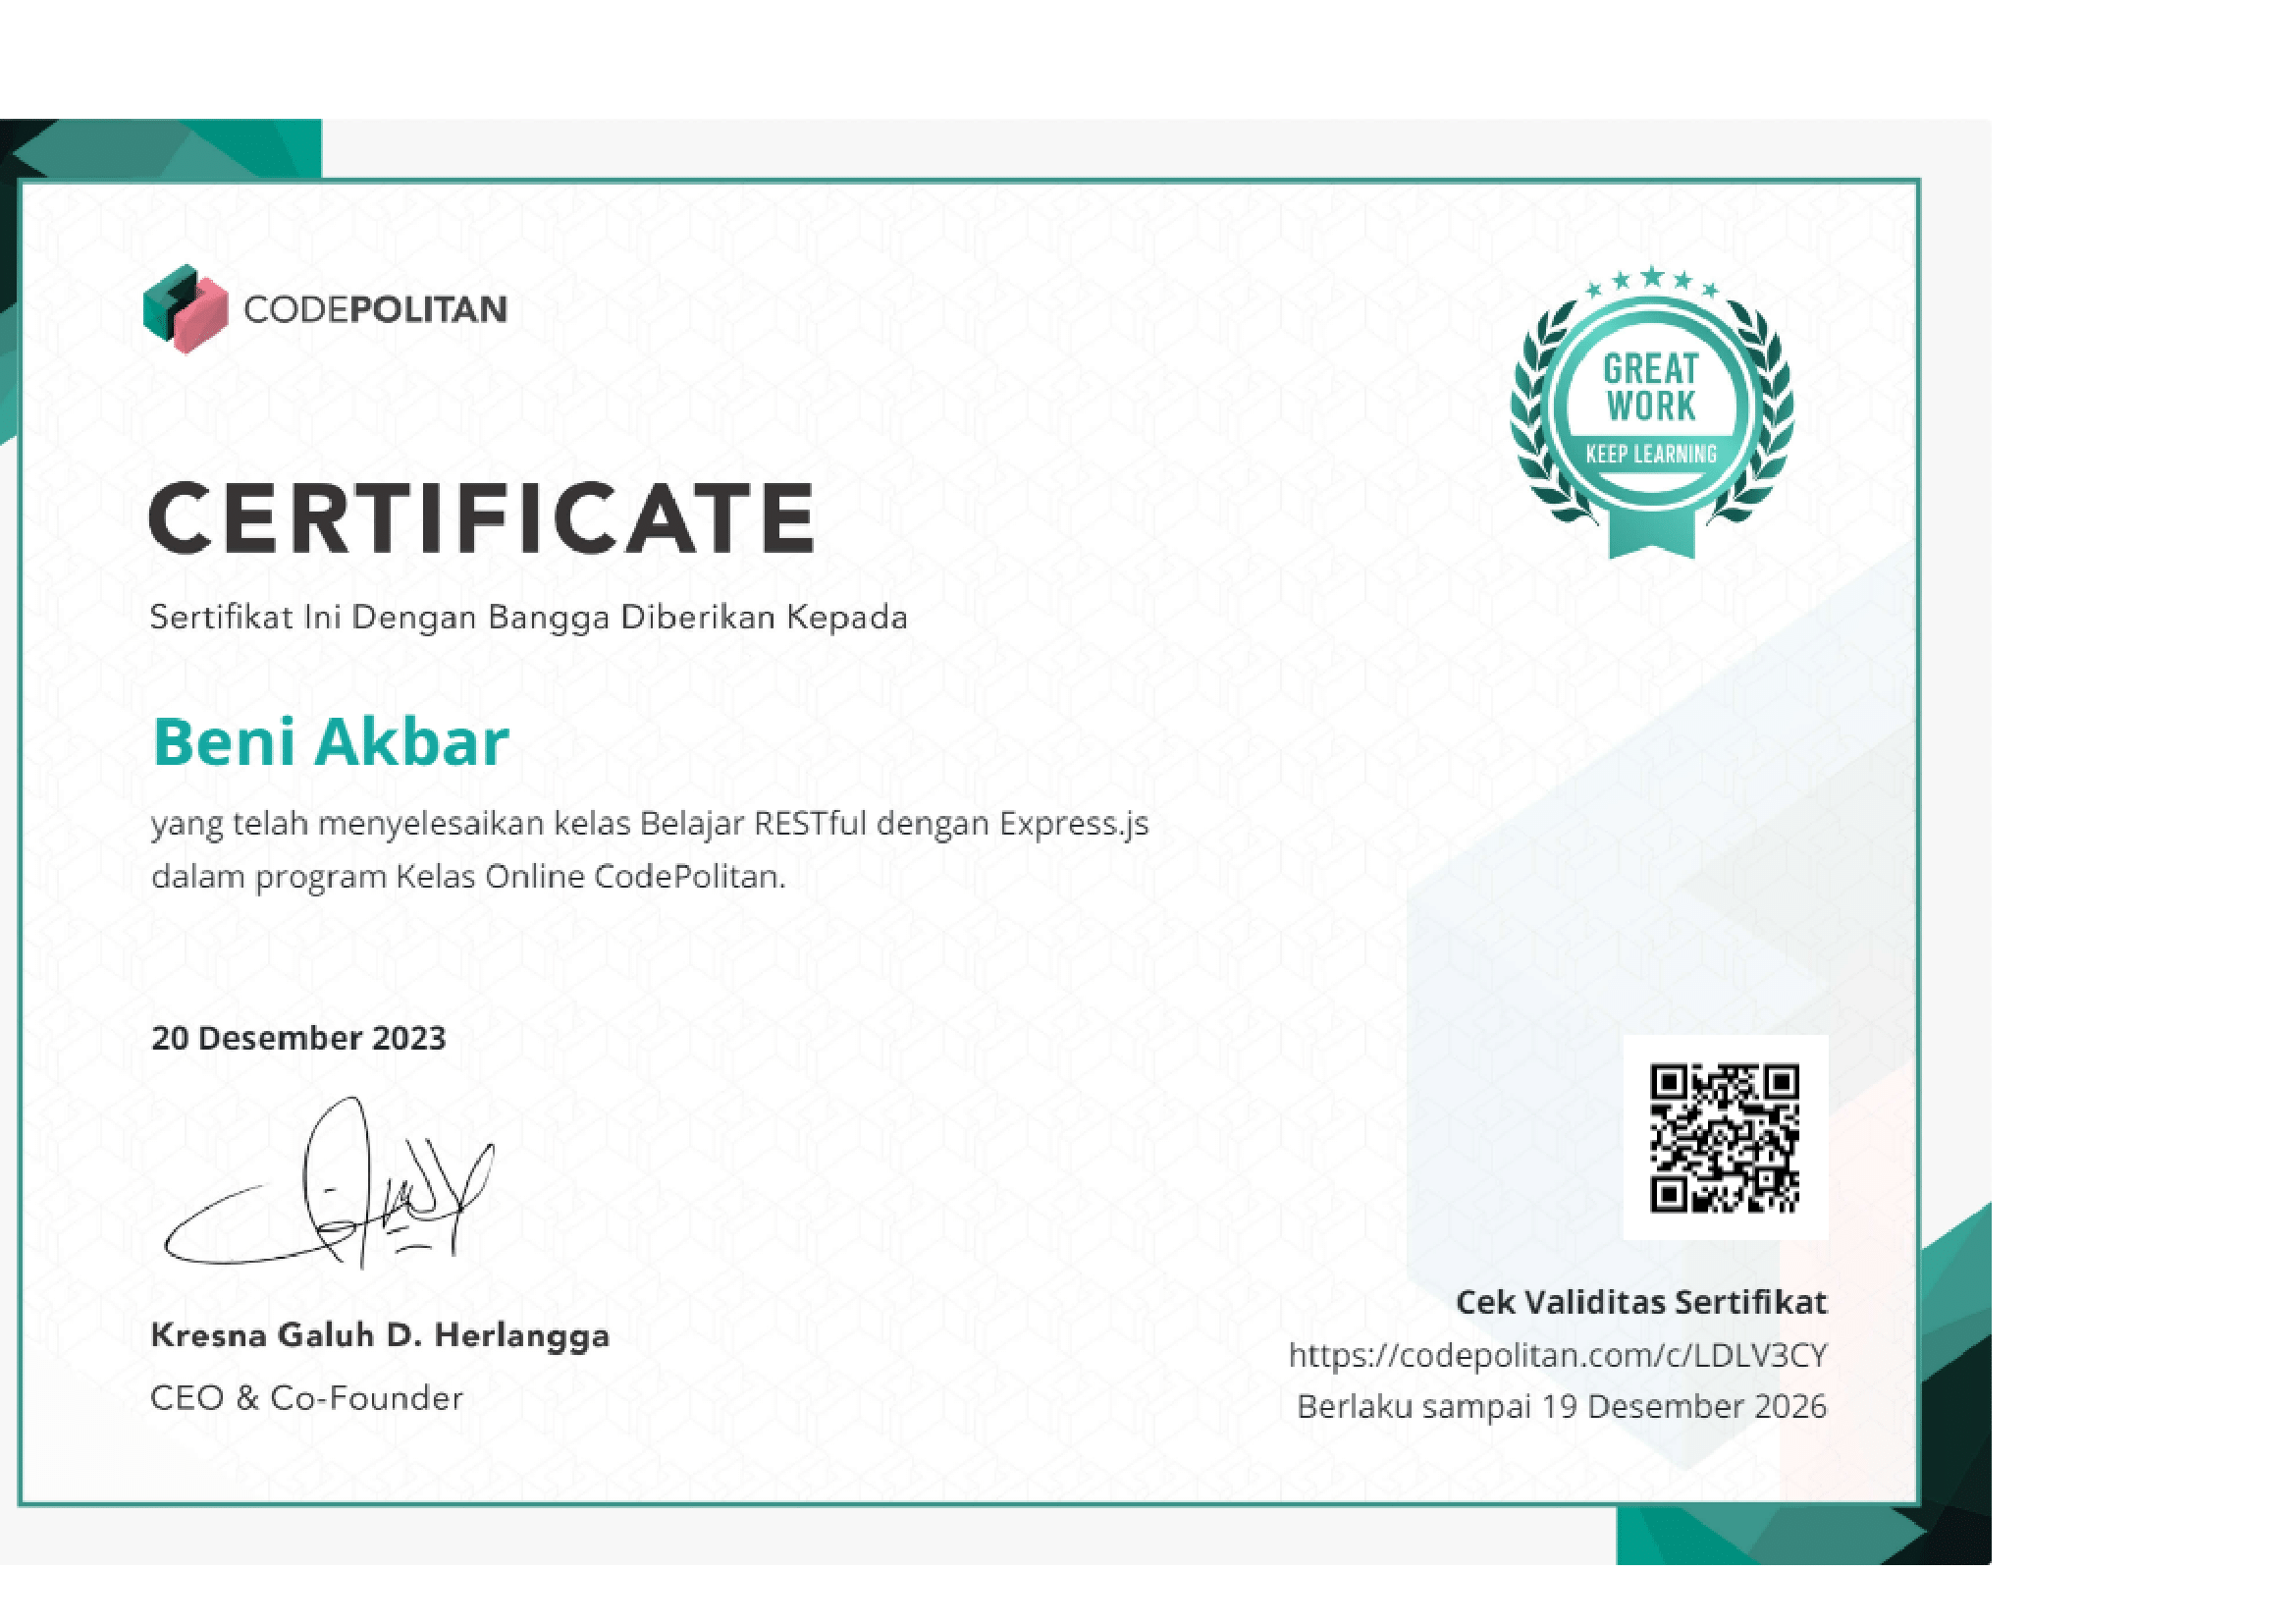 CODEPOLITAN
GREAT
WORK
KEEP LEARNING
CERTIFICATE
Sertifikat Ini Dengan Bangga Diberikan Kepada
Beni Akbar
yang telah menyelesaikan kelas Belajar RESTful dengan Express.js
dalam program Kelas Online CodePolitan.
20 Desember 2023
Kresna Galuh D. Herlangga
CEO & Co-Founder
Cek Validitas Sertifikat
https://codepolitan.com/c/LDLV3CY
Berlaku sampai 19 Desember 2026